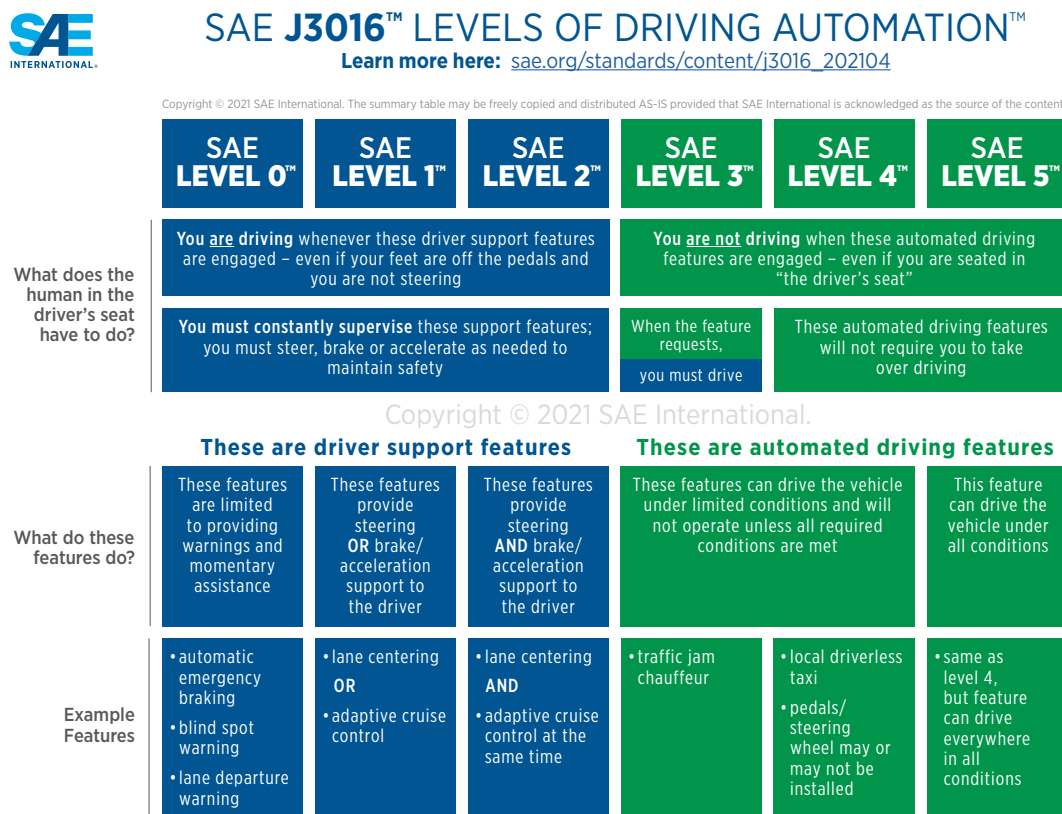 SAE
INTERNATIONAL®
SAE J3016™ LEVELS OF DRIVING AUTOMATION™
Learn more here: sae.org/standards/content/j3016_202104
Copyright © 2021 SAE International. The summary table may be freely copied and distributed AS-IS provided that SAE International is acknowledged as the source of the content
SAE
LEVEL 0™
SAE
LEVEL 1™
SAE
LEVEL 2™
SAE
LEVEL 3™
SAE
LEVEL 4™
SAE
LEVEL 5™
What does the
human in the
driver's seat
have to do?
You are driving whenever these driver support features
are engaged – even if your feet are off the pedals and
you are not steering
You are not driving when these automated driving
features are engaged – even if you are seated in
“the driver's seat”
You must constantly supervise these support features;
you must steer, brake or accelerate as needed to
maintain safety
When the feature
requests,
you must drive
These automated driving features
will not require you to take
over driving
Copyright © 2021 SAE International.
These are driver support features
These are automated driving features
What do these
features do?
These features
are limited
to providing
warnings and
momentary
assistance
These features
provide
steering
OR brake/
acceleration
support to
the driver
These features
provide
steering
AND brake/
acceleration
support to
the driver
These features can drive the vehicle
under limited conditions and will
not operate unless all required
conditions are met
This feature
can drive the
vehicle under
all conditions
Example
Features
• automatic
emergency
braking
• blind spot
warning
• lane departure
warning
• lane centering
OR
• adaptive cruise
control
• lane centering
AND
• adaptive cruise
control at the
same time
• traffic jam
chauffeur
• local driverless
taxi
• pedals/
steering
wheel may or
may not be
installed
• same as
level 4,
but feature
can drive
everywhere
in all
conditions